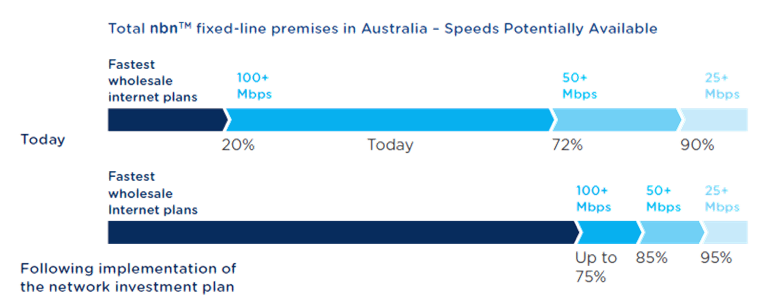 Total nbn™ fixed-line premises in Australia – Speeds Potentially Available
Fastest
wholesale
internet plans
100+
Mbps
50+
Mbps
25+
Mbps
Today
20%
Today
72%
90%
Fastest
wholesale
Internet plans
100+
Mbps
50+
Mbps
25+
Mbps
Up to
75%
85%
95%
Following implementation of
the network investment plan